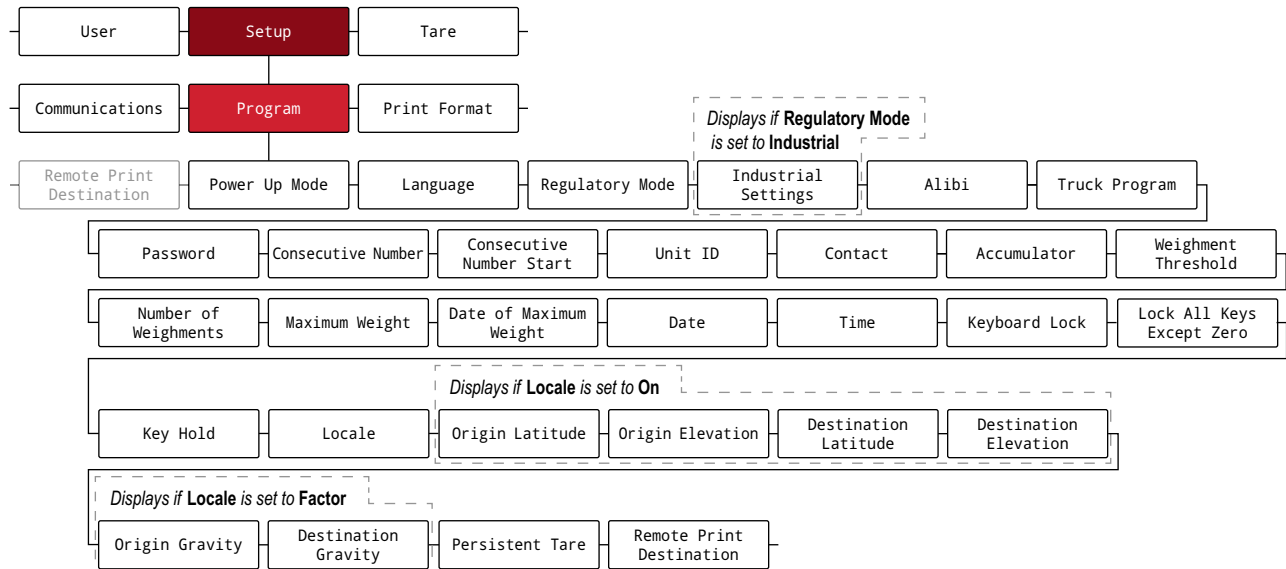 User
Setup
Tare
Communications
Program
Print Format
Displays if Regulatory Mode
is set to Industrial
Remote Print
Destination
Power Up Mode
Language
Regulatory Mode
Industrial
Settings
Alibi
Truck Program
Password
Consecutive Number
Consecutive
Number Start
Unit ID
Contact
Accumulator
Weighment
Threshold
Number of
Weighments
Maximum Weight
Date of Maximum
Weight
Date
Time
Keyboard Lock
Lock All Keys
Except Zero
Displays if Locale is set to On
Key Hold
Locale
Origin Latitude
Origin Elevation
Destination
Latitude
Destination
Elevation
Displays if Locale is set to Factor
Origin Gravity
Destination
Gravity
Persistent Tare
Remote Print
Destination